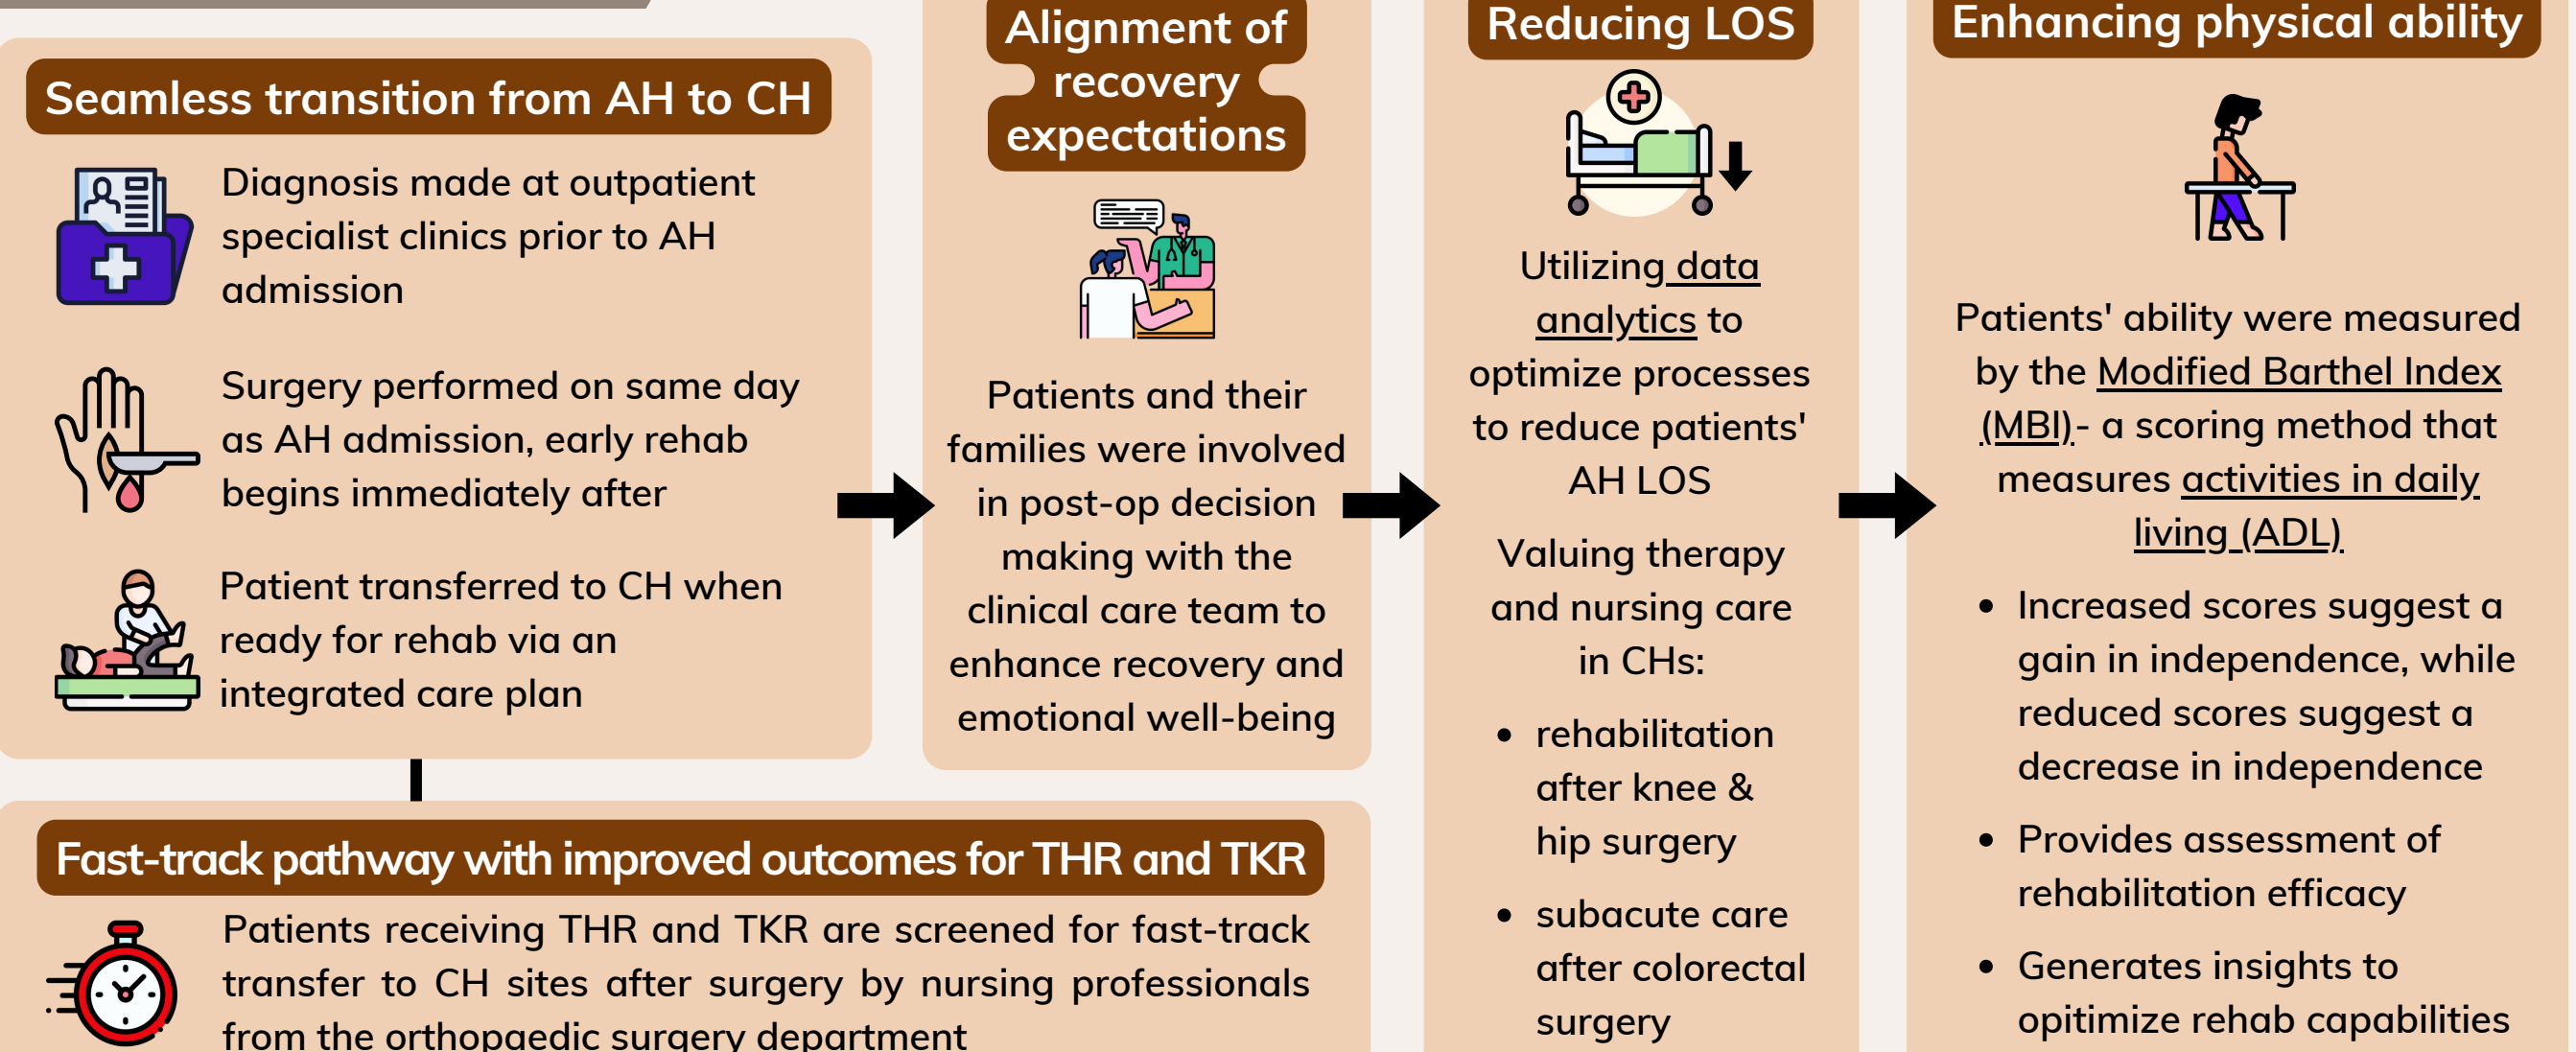 Seamless transition from AH to CH
Diagnosis made at outpatient
specialist clinics prior to AH
admission
Surgery performed on same day
as AH admission, early rehab
begins immediately after
Patient transferred to CH when
ready for rehab via an
integrated care plan
Fast-track pathway with improved outcomes for THR and TKR
Patients receiving THR and TKR are screened for fast-track
transfer to CH sites after surgery by nursing professionals
from the orthopaedic surgery department
Alignment of
recovery
expectations
Patients and their
families were involved
in post-op decision
making with the
clinical care team to
enhance recovery and
emotional well-being
Reducing LOS
Utilizing data
analytics to
optimize processes
to reduce patients'
AH LOS
Valuing therapy
and nursing care
in CHs:
• rehabilitation
after knee &
hip surgery
• subacute care
after colorectal
surgery
Enhancing physical ability
Patients' ability were measured
by the Modified Barthel Index
(MBI)- a scoring method that
measures activities in daily
living (ADL)
• Increased scores suggest a
gain in independence, while
reduced scores suggest a
decrease in independence
• Provides assessment of
rehabilitation efficacy
• Generates insights to
opitimize rehab capabilities